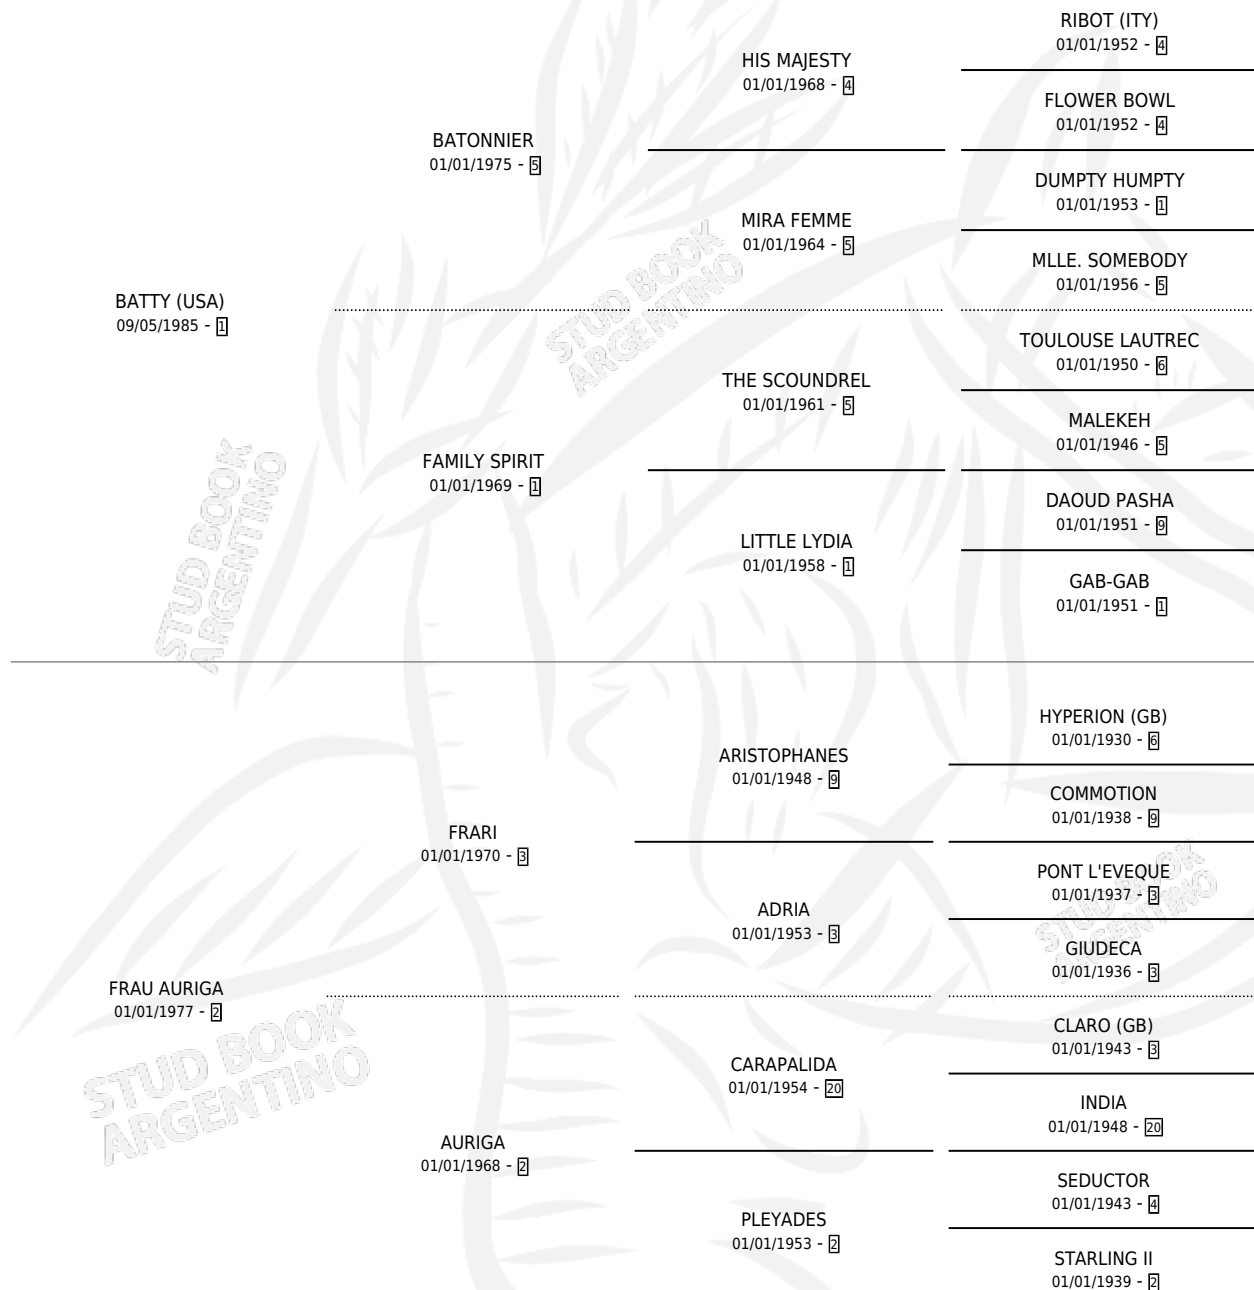 RIBOT (ITY)
01/01/1952 - 4
HIS MAJESTY
01/01/1968 - 4
FLOWER BOWL
01/01/1952 - 4
BATONNIER
01/01/1975 - 5
DUMPTY HUMPTY
01/01/1953 - 1
MIRA FEMME
01/01/1964 - 5
MLLE. SOMEBODY
01/01/1956 - 5
BATTY (USA)
09/05/1985 - 1
TOULOUSE LAUTREC
01/01/1950 - 6
THE SCOUNDREL
01/01/1961 - 5
MALEKEH
01/01/1946 - 5
FAMILY SPIRIT
01/01/1969 - 1
DAOUD PASHA
01/01/1951 - 9
LITTLE LYDIA
01/01/1958 - 1
GAB-GAB
01/01/1951 - 1
HYPERION (GB)
01/01/1930 - 6
ARISTOPHANES
01/01/1948 - 9
COMMOTION
01/01/1938 - 9
FRARI
01/01/1970 - 3
PONT L'EVEQUE
01/01/1937 - 3
ADRIA
01/01/1953 - 3
GIUDECA
01/01/1936 - 3
FRAU AURIGA
01/01/1977 - 2
CLARO (GB)
01/01/1943 - 3
CARAPALIDA
01/01/1954 - 20
INDIA
01/01/1948 - 20
AURIGA
01/01/1968 - 2
SEDUCTOR
01/01/1943 - 4
PLEYADES
01/01/1953 - 2
STARLING II
01/01/1939 - 2
STUD BOOK
ARGENTINO
STUD BOOK
ARGENTINO
STUD BOOK
ARGENTINO
STUD BOOK
ARGENTINO